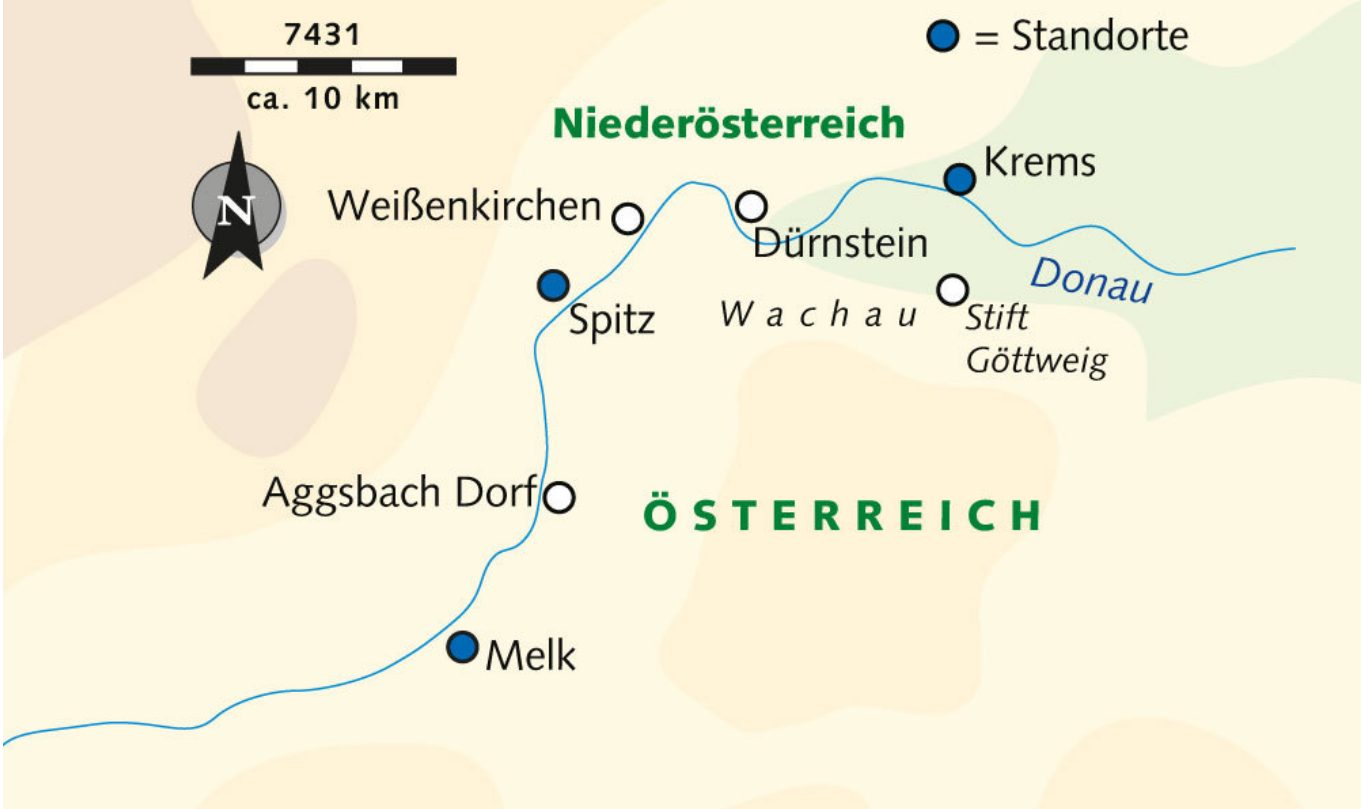 7431
ca. 10 km
= Standorte
Niederösterreich
N
Krems
Weißenkirchen
Dürnstein
Donau
Spitz
Wachau
Stift
Göttweig
Aggsbach Dorf
ÖSTERREICH
Melk